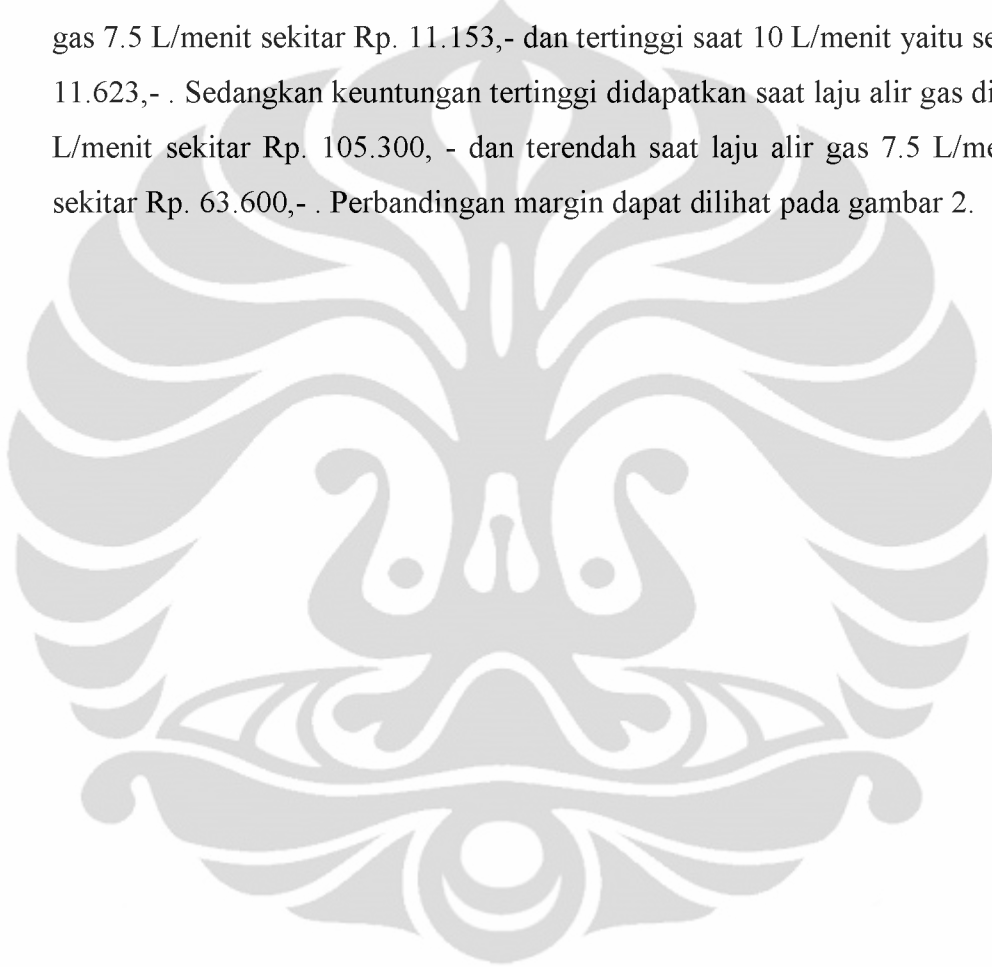 gas 7.5 L/menit sekitar Rp. 11.153,- dan tertinggi saat 10 L/menit yaitu se
11.623,- . Sedangkan keuntungan tertinggi didapatkan saat laju alir gas di
L/menit sekitar Rp. 105.300, - dan terendah saat laju alir gas 7.5 L/me
sekitar Rp. 63.600,- . Perbandingan margin dapat dilihat pada gambar 2.